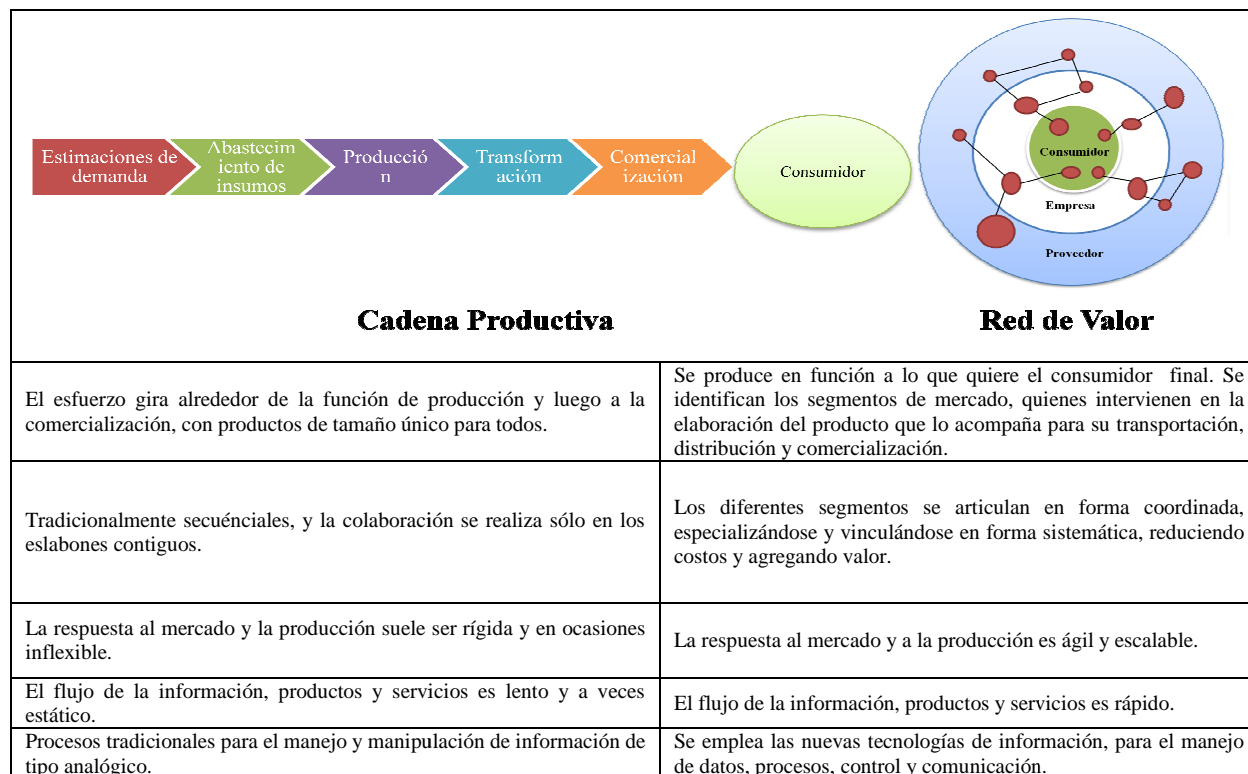 Estimaciones de
demanda
Abastecim
iento de
insumos
Producció
n
Transform
ación
Comercial
ización
Consumidor
Consumidor
Empresa
Proveedor
Cadena Productiva
Red de Valor
El esfuerzo gira alrededor de la función de producción y luego a la
comercialización, con productos de tamaño único para todos.
Se produce en función a lo que quiere el consumidor final. Se
identifican los segmentos de mercado, quienes intervienen en la
elaboración del producto que lo acompaña para su transportación,
distribución y comercialización.
Tradicionalmente secuénciales, y la colaboración se realiza sólo en los
eslabones contiguos.
Los diferentes segmentos se articulan en forma coordinada,
especializándose y vinculándose en forma sistemática, reduciendo
costos y agregando valor.
La respuesta al mercado y la producción suele ser rígida y en ocasiones
inflexible.
La respuesta al mercado y a la producción es ágil y escalable.
El flujo de la información, productos y servicios es lento y a veces
estático.
El flujo de la información, productos y servicios es rápido.
Procesos tradicionales para el manejo y manipulación de información de
tipo analógico.
Se emplea las nuevas tecnologías de información, para el manejo
de datos, procesos, control y comunicación.